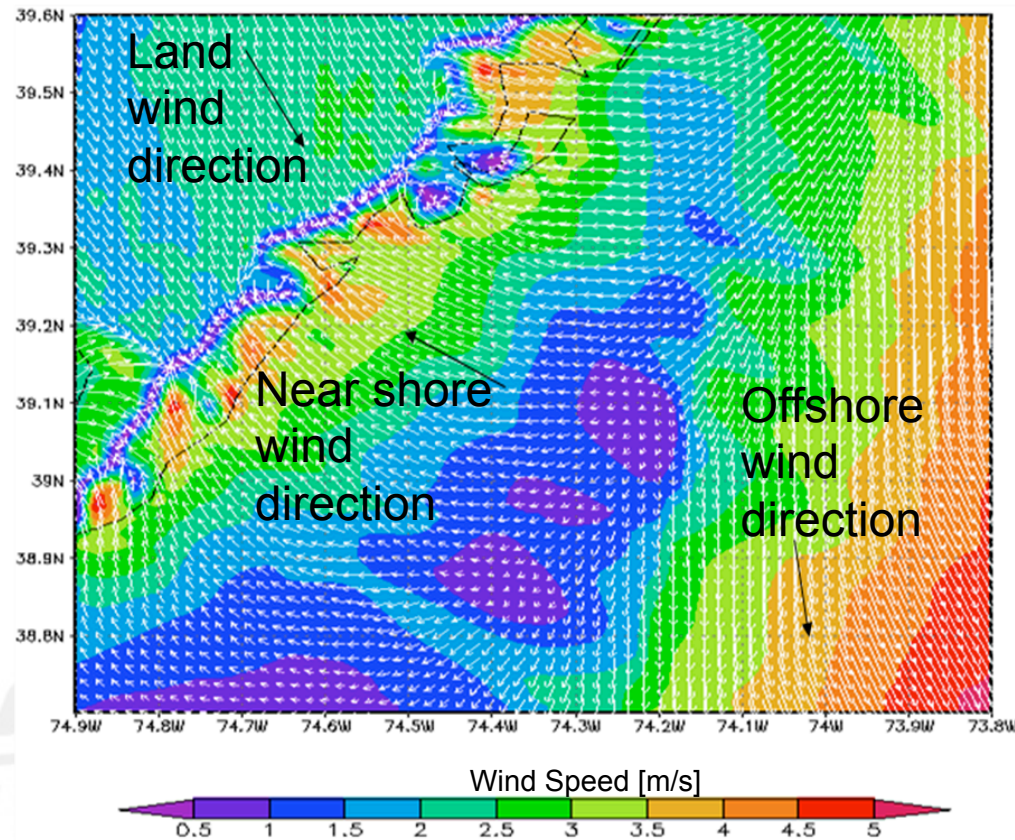 39.6N
Land
wind
direction
39.5N
39.4N
39.3N
39.2N
39.1N
39N
38.9N
38.8N
Near shore
wind
direction
Offshore
wind
direction
74.9W 74.8W 74.7W 74.6W 74.5W 74.4W 74.3W 74.2W 74.1W 74W 73.9W 73.8W
Wind Speed [m/s]
0.5 1 1.5 2 2.5 3 3.5 4 4.5 5